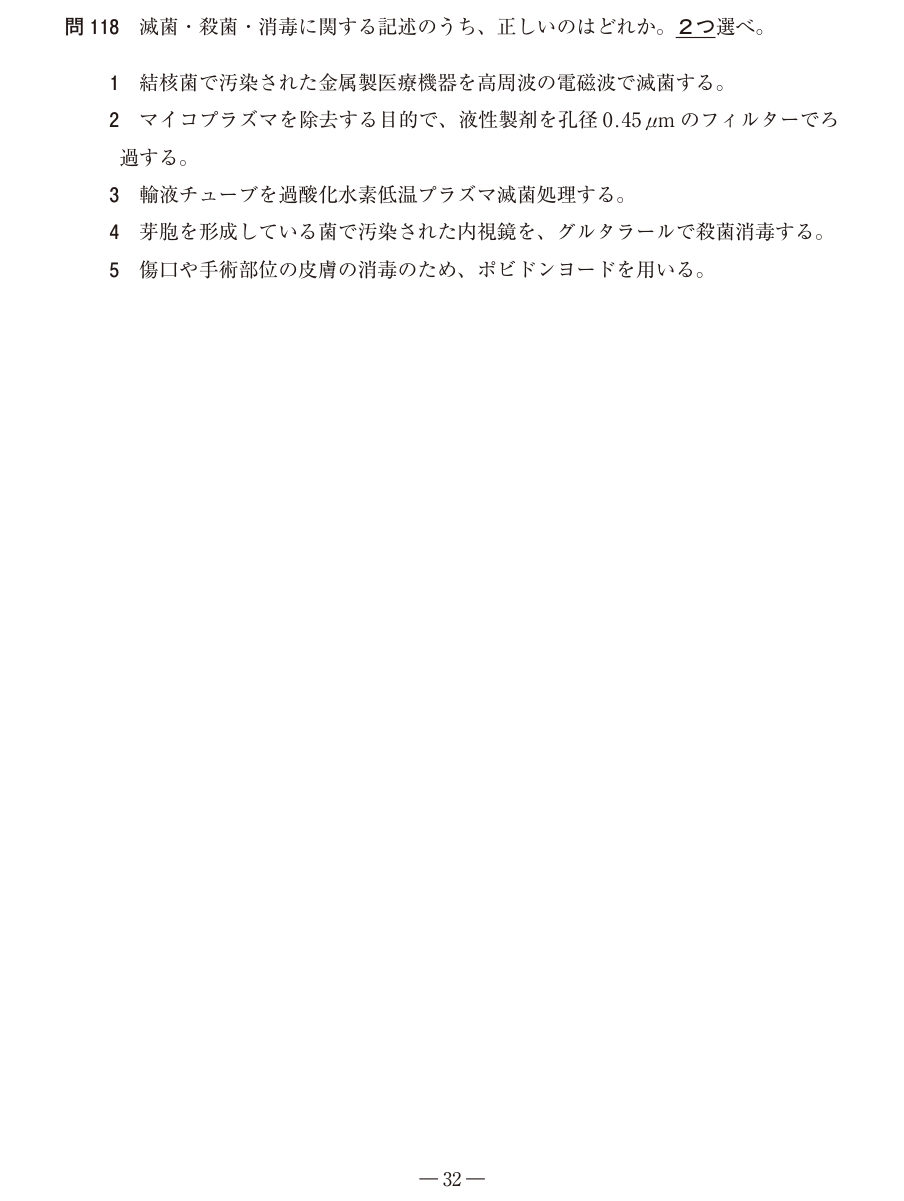 問 118　滅菌・殺菌・消毒に関する記述のうち、正しいのはどれか。2つ選べ。
1　結核菌で汚染された金属製医療機器を高周波の電磁波で滅菌する。
2　マイコプラズマを除去する目的で、液性製剤を孔径 0.45 μm のフィルターでろ
過する。
3　輸液チューブを過酸化水素低温プラズマ滅菌処理する。
4　芽胞を形成している菌で汚染された内視鏡を、グルタラールで殺菌消毒する。
5　傷口や手術部位の皮膚の消毒のため、ポビドンヨードを用いる。
― 32 ―